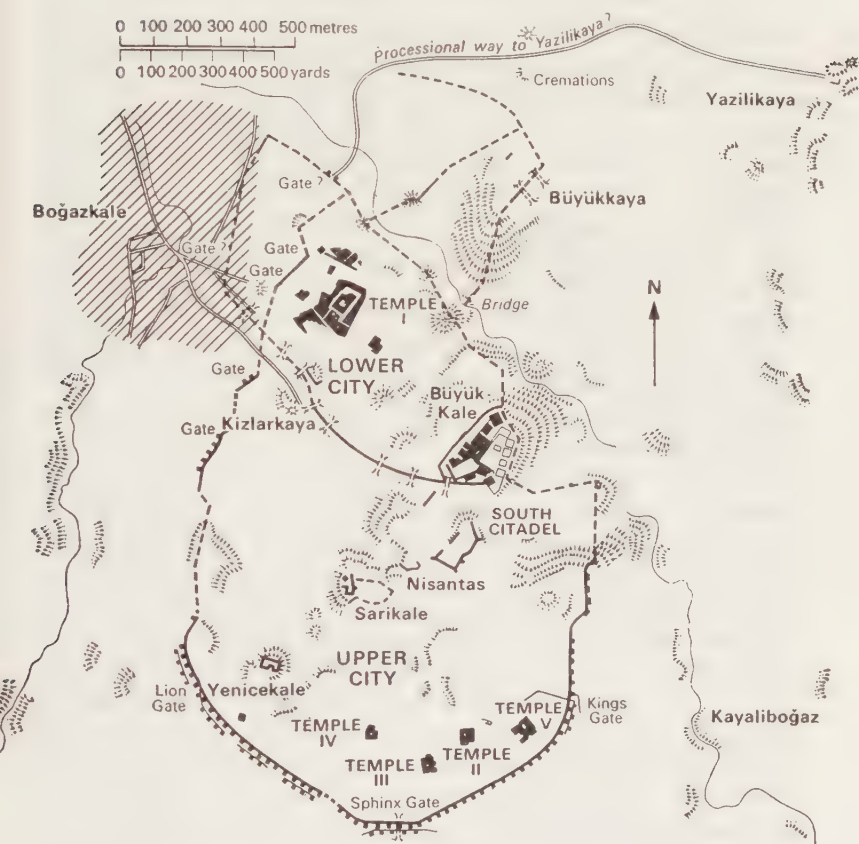 0 100 200 300 400 500 metres
0 100 200 300 400 500 yards
Processional way to Yazilikaya?
Cremations
Yazilikaya
Gate?
Büyükkaya
Boğazkale
Gate?
Gate
Gate
TEMPLE
I
Bridge
N
LOWER
CITY
Gate
Büyük
Kale
Gate
Kizlarkaya
SOUTH
CITADEL
Nisantas
Sarikale
UPPER
CITY
Lion
Gate
Yenicekale
TEMPLE
V
Kings
Gate
Kayaliboğaz
TEMPLE
IV
TEMPLE
II
TEMPLE
III
Sphinx Gate